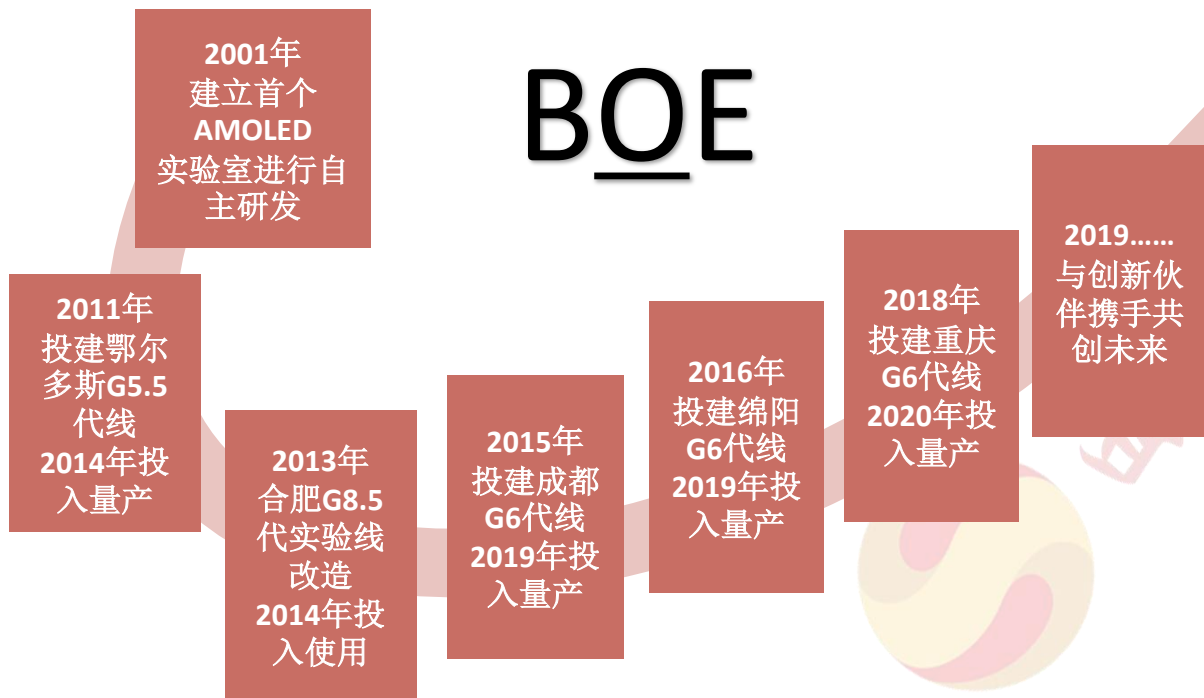 BOE
2001年
建立首个
AMOLED
实验室进行自
主研发
2011年
投建鄂尔
多斯G5.5
代线
2014年投
入量产
2013年
合肥G8.5
代实验线
改造
2014年投
入使用
2015年
投建成都
G6代线
2019年投
入量产
2016年
投建绵阳
G6代线
2019年投
入量产
2018年
投建重庆
G6代线
2020年投
入量产
2019……
与创新伙
伴携手共
创未来